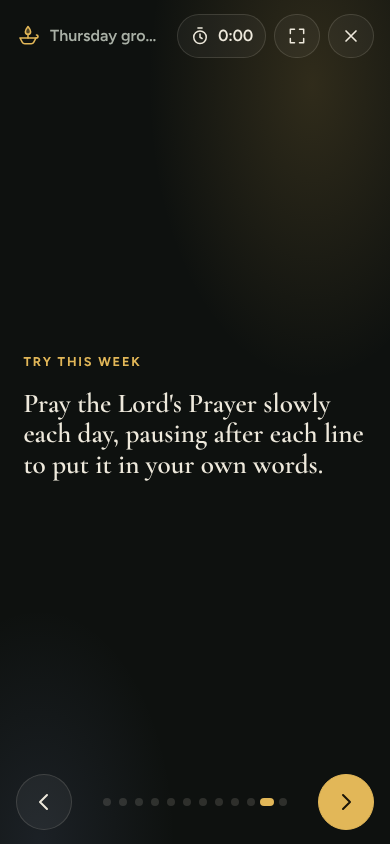 Thursday gro...
0:00
TRY THIS WEEK
Pray the Lord's Prayer slowly
each day, pausing after each line
to put it in your own words.